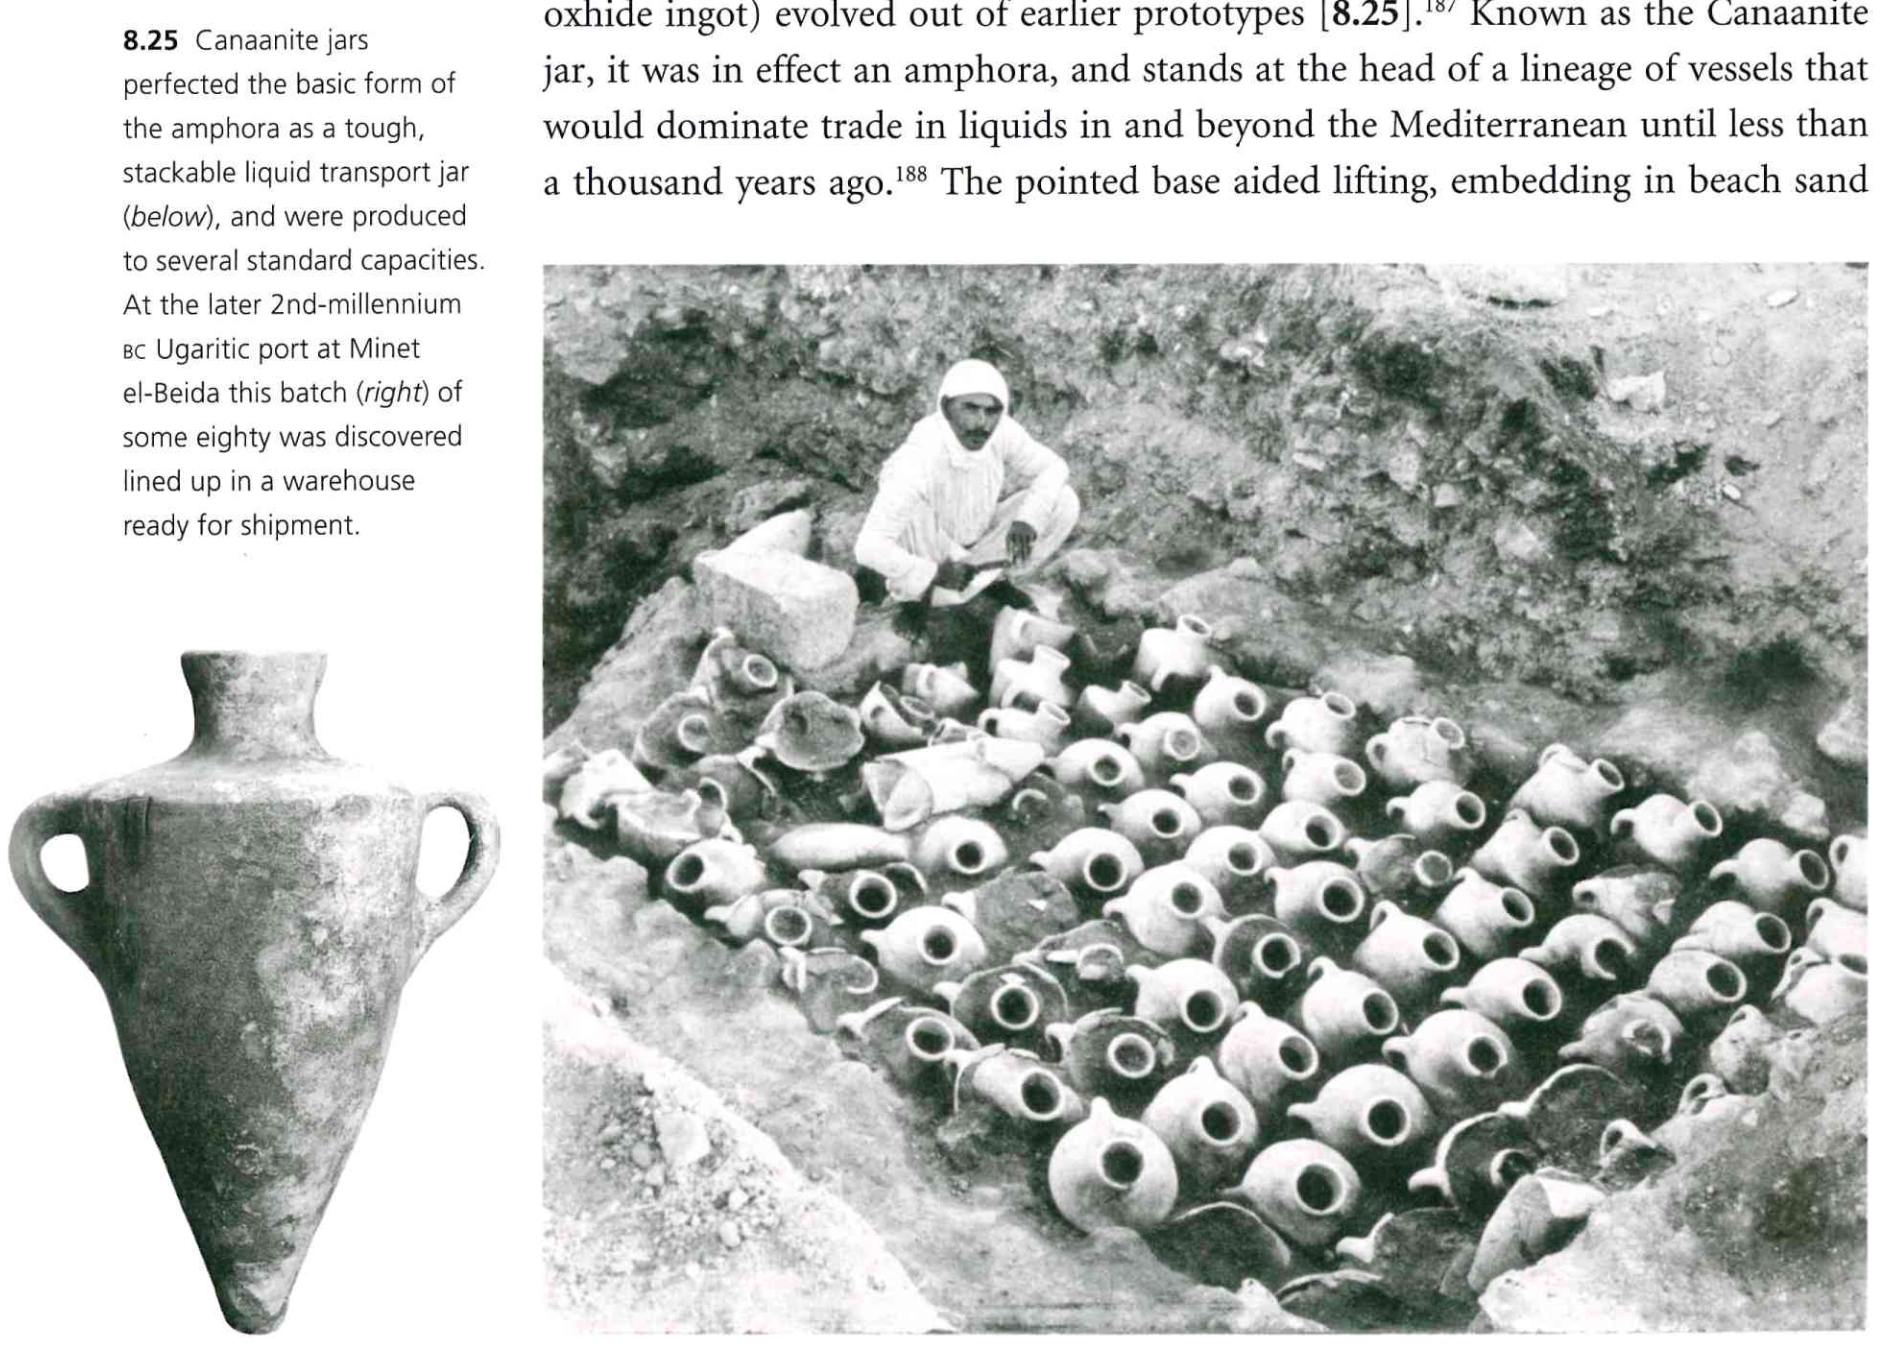 8.25 Canaanite jars
perfected the basic form of
the amphora as a tough,
stackable liquid transport jar
(below), and were produced
to several standard capacities.
At the later 2nd-millennium
BC Ugaritic port at Minet
el-Beida this batch (right) of
some eighty was discovered
lined up in a warehouse
ready for shipment.
oxhide ingot) evolved out of earlier prototypes [8.25].187 Known as the Canaanite
jar, it was in effect an amphora, and stands at the head of a lineage of vessels that
would dominate trade in liquids in and beyond the Mediterranean until less than
a thousand years ago.188 The pointed base aided lifting, embedding in beach sand